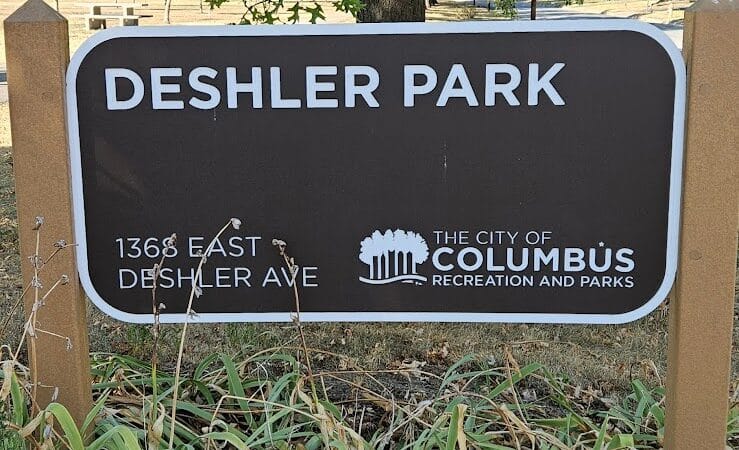 DESHLER PARK
1368 EAST
DESHLER AVE
THE CITY OF
COLUMBUS
RECREATION AND PARKS